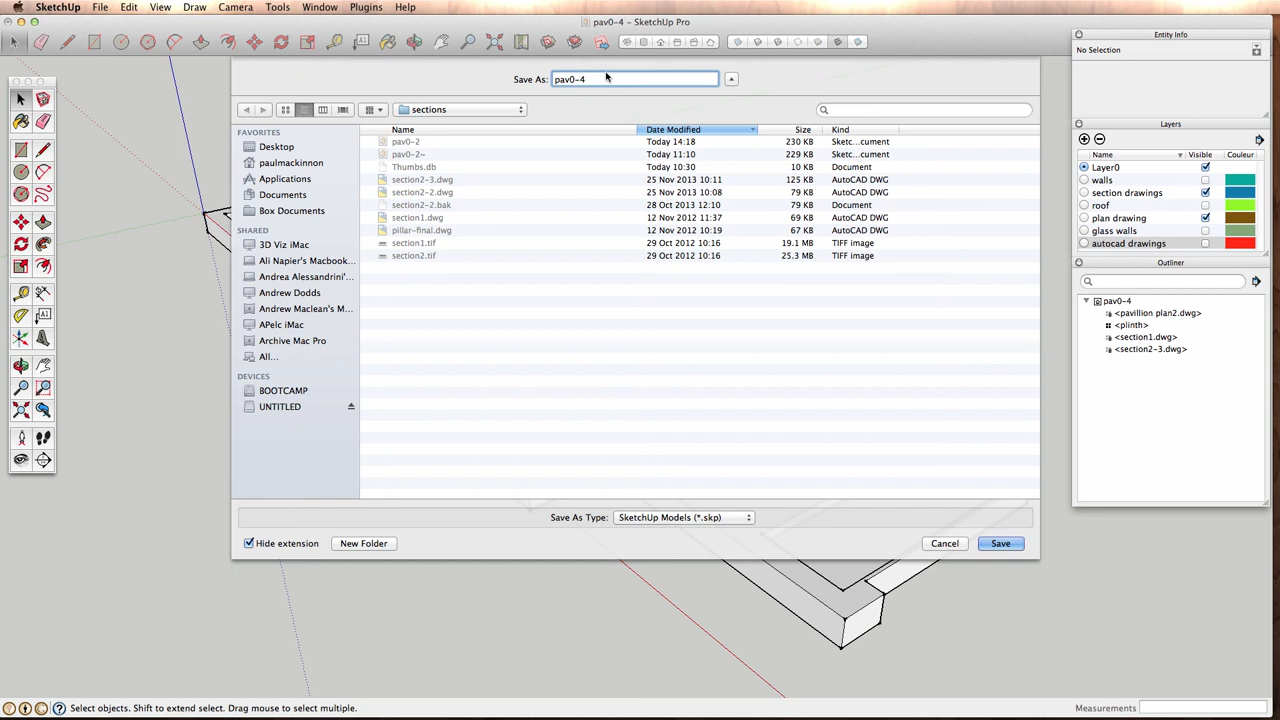 SketchUp File Edit View Draw Camera Tools Window Plugins Help
pav0-4 – SketchUp Pro
Save As: pav0-4
sections
FAVORITES
Desktop
paulmackinnon
Applications
Documents
Box Documents
SHARED
3D Viz iMac
Ali Napier's Macbook...
Andrea Alessandrini'...
Andrew Dodds
Andrew Maclean's M...
APelc iMac
Archive Mac Pro
All...
DEVICES
BOOTCAMP
UNTITLED
Name Date Modified Size Kind
pav0-2 Today 14:18 230 KB Sketc...cument
pav0-2~ Today 11:10 229 KB Sketc...cument
Thumbs.db Today 10:30 10 KB Document
section2-3.dwg 25 Nov 2013 10:11 125 KB AutoCAD DWG
section2-2.dwg 25 Nov 2013 10:08 79 KB AutoCAD DWG
section2-2.bak 28 Oct 2013 12:10 79 KB Document
section1.dwg 12 Nov 2012 11:37 69 KB AutoCAD DWG
pillar-final.dwg 12 Nov 2012 10:19 67 KB AutoCAD DWG
section1.tif 29 Oct 2012 10:16 19.1 MB TIFF image
section2.tif 29 Oct 2012 10:16 25.3 MB TIFF image
Save As Type: SketchUp Models (*.skp)
Hide extension New Folder Cancel Save
Entity Info
No Selection
Layers
Name Visible Couleur
Layer0
walls
section drawings
roof
plan drawing
glass walls
autocad drawings
Outliner
pav0-4
<pavillion plan2.dwg>
<plinth>
<section1.dwg>
<section2-3.dwg>
Select objects. Shift to extend select. Drag mouse to select multiple.
Measurements